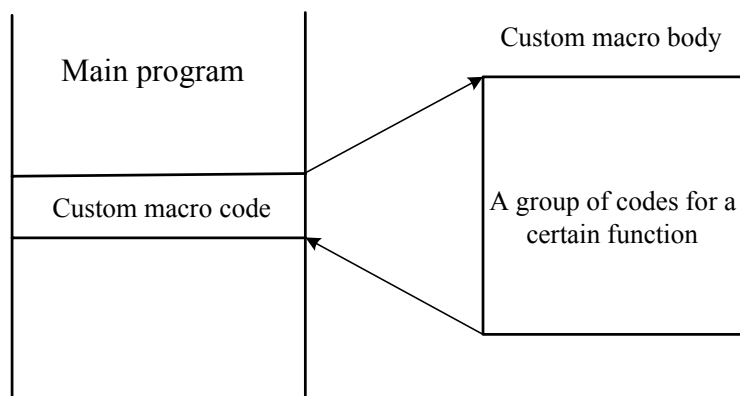 Custom macro body
Main program
Custom macro code
A group of codes for a
certain function